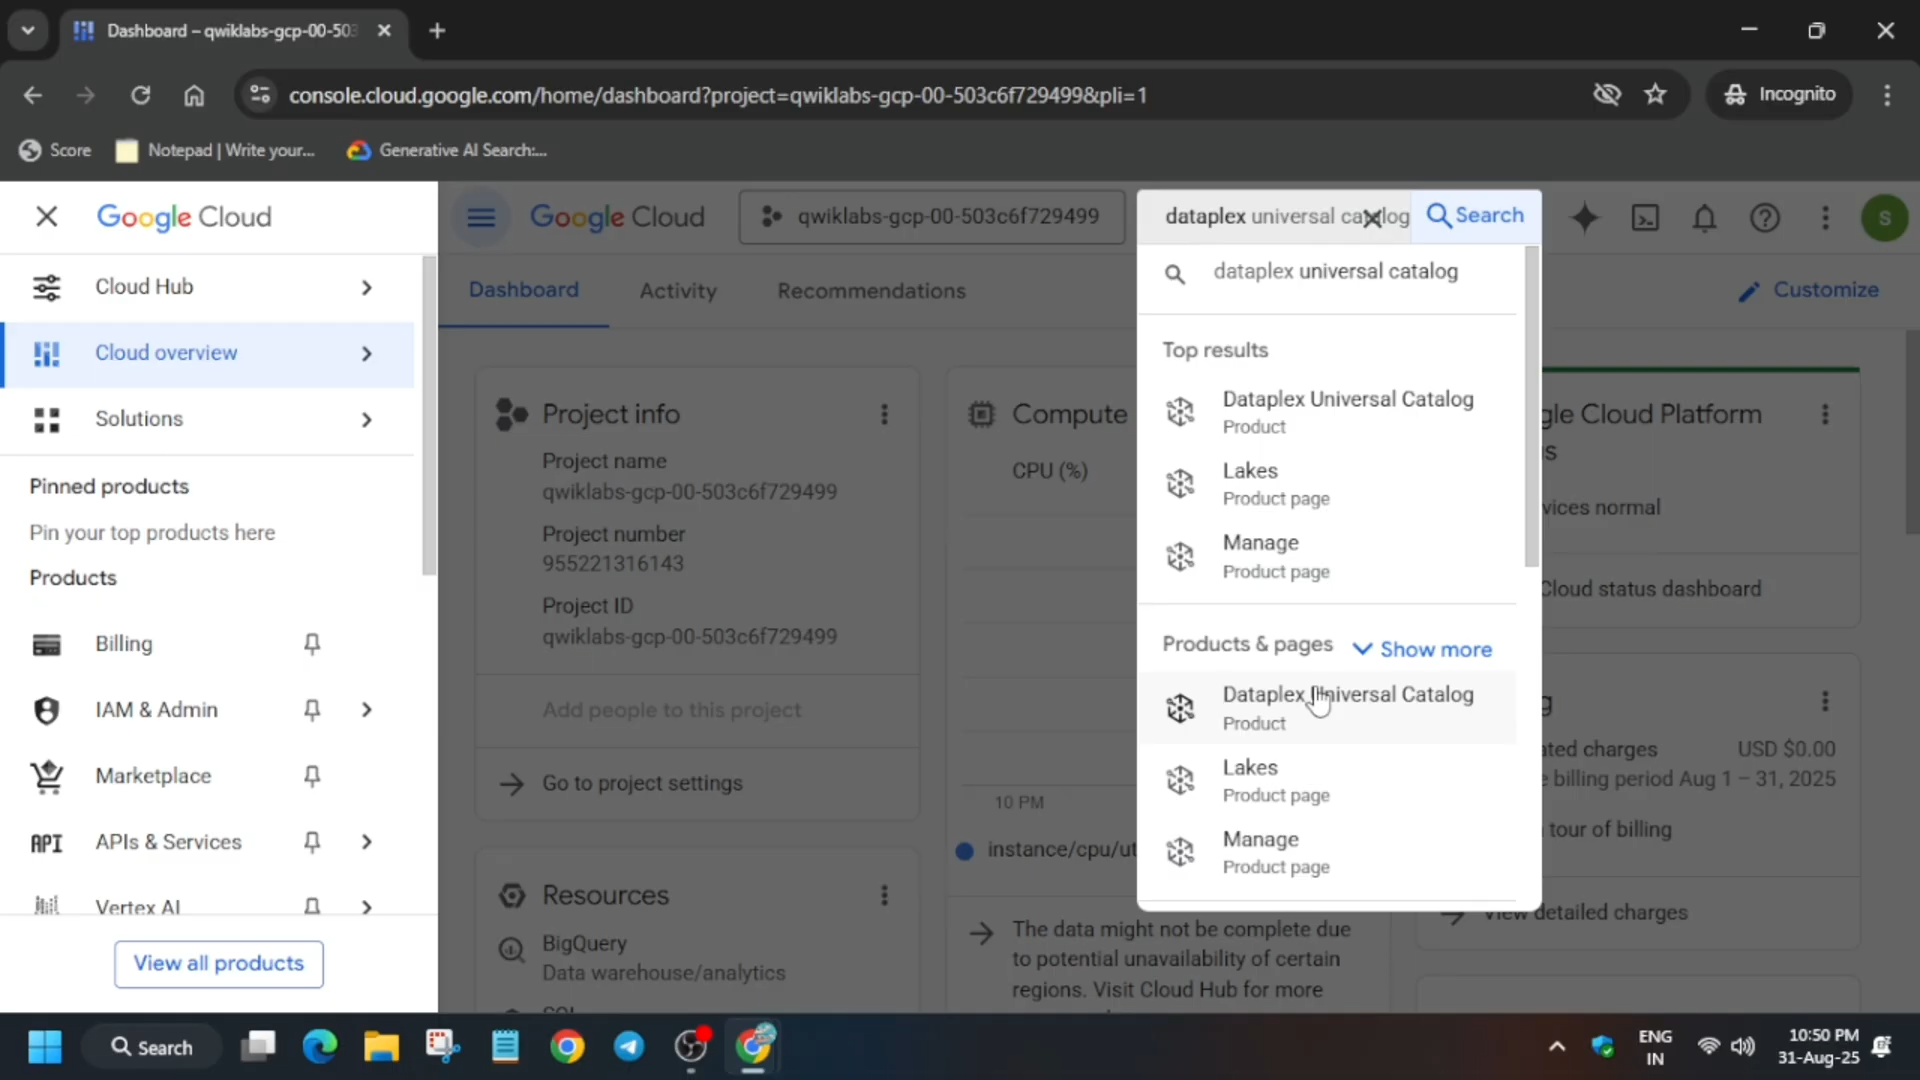 Dashboard – qwiklabs-gcp-00-503
console.cloud.google.com/home/dashboard?project=qwiklabs-gcp-00-503c6f729499&pli=1
Incognito
Score
Notepad | Write your...
Generative AI Search:...
Google Cloud
Cloud Hub
Cloud overview
Solutions
Pinned products
Pin your top products here
Products
Billing
IAM & Admin
Marketplace
API APIs & Services
Vertex AI
View all products
Google Cloud
qwiklabs-gcp-00-503c6f729499
dataplex universal catalog
Search
S
Dashboard
Activity
Recommendations
Customize
Project info
Project name
qwiklabs-gcp-00-503c6f729499
Project number
955221316143
Project ID
qwiklabs-gcp-00-503c6f729499
Add people to this project
Go to project settings
Resources
BigQuery
Data warehouse/analytics
Compute
CPU (%)
10 PM
instance/cpu/ut
The data might not be complete due
to potential unavailability of certain
regions. Visit Cloud Hub for more
dataplex universal catalog
Top results
Dataplex Universal Catalog
Product
Lakes
Product page
Manage
Product page
Products & pages
Show more
Dataplex Universal Catalog
Product
Lakes
Product page
Manage
Product page
gle Cloud Platform
s
vices normal
Cloud status dashboard
g
ated charges
USD $0.00
e billing period Aug 1 – 31, 2025
tour of billing
View detailed charges
Search
ENG
IN
10:50 PM
31-Aug-25